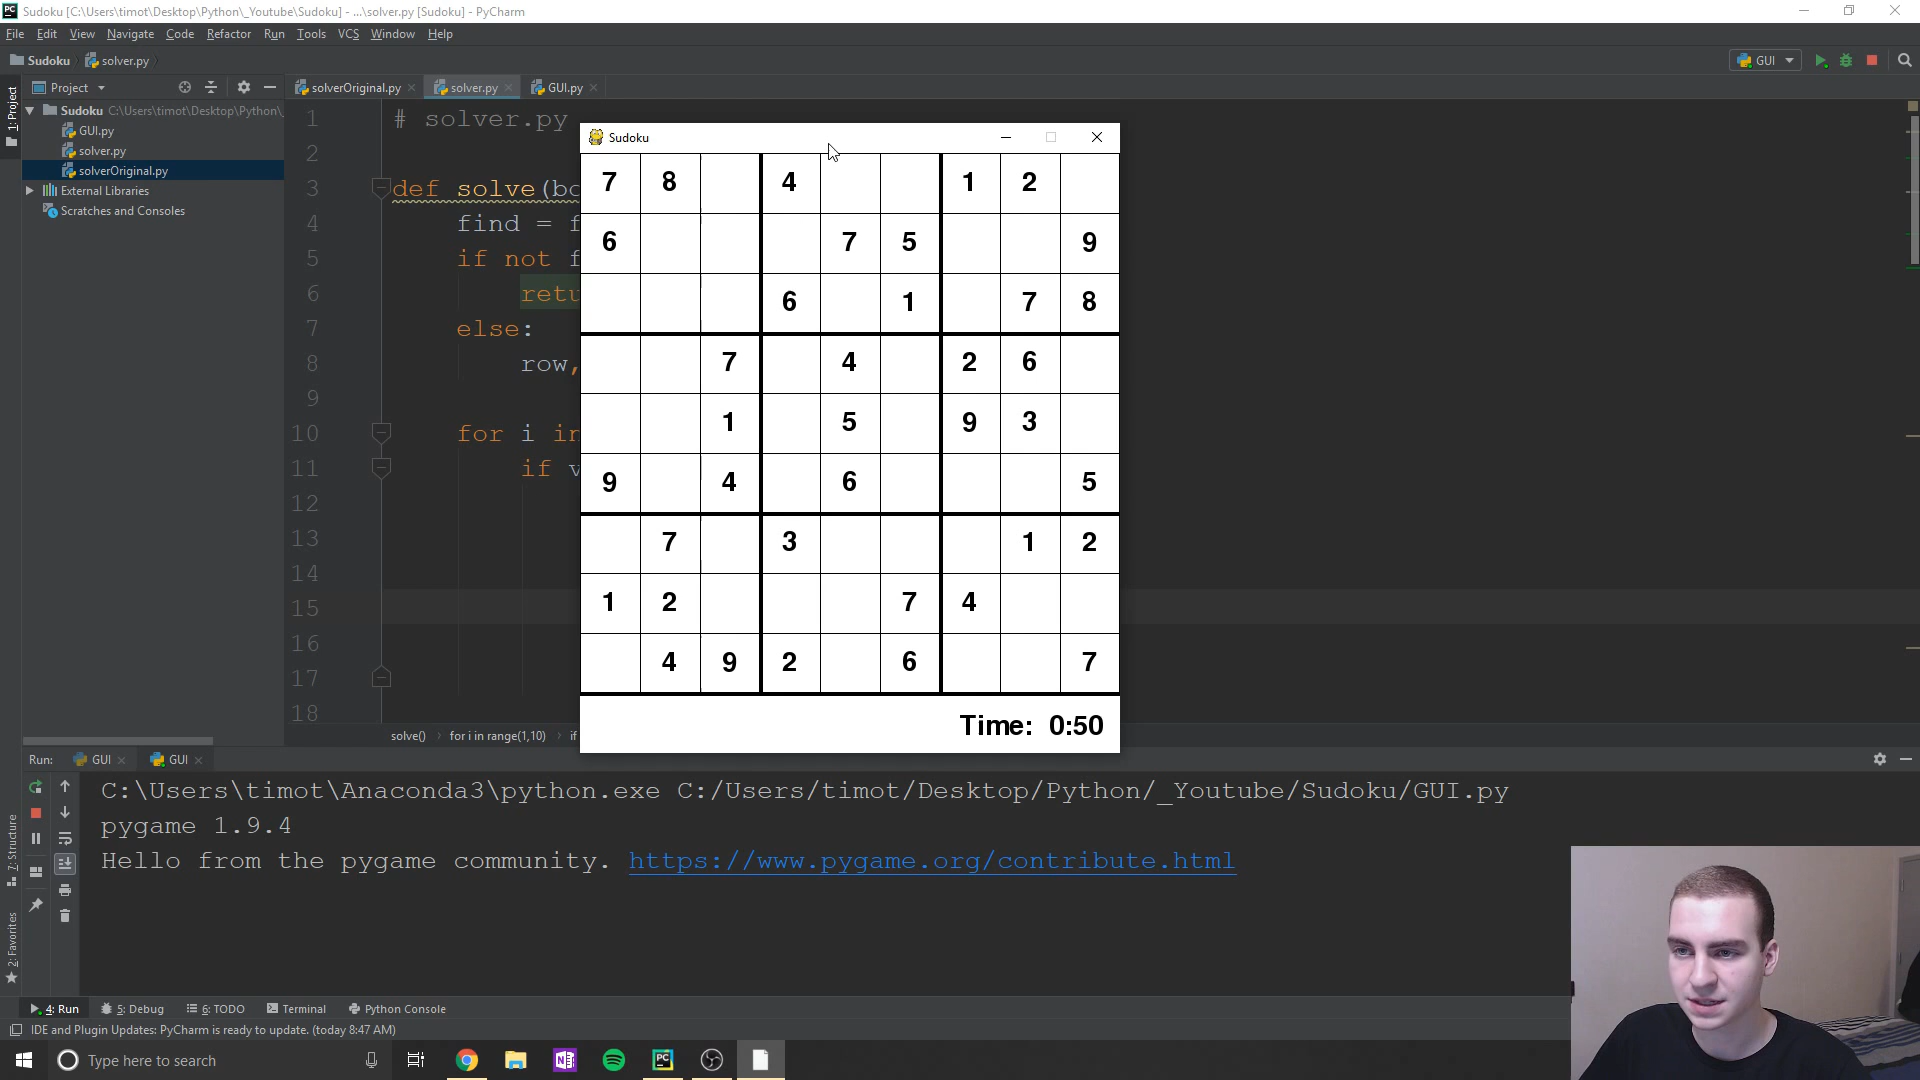 Sudoku [C:\Users\timot\Desktop\Python\_Youtube\Sudoku] - ...\solver.py [Sudoku] - PyCharm
File Edit View Navigate Code Refactor Run Tools VCS Window Help
Sudoku solver.py GUI
Project solverOriginal.py solver.py GUI.py
1: Project
Sudoku C:\Users\timot\Desktop\Python\_
GUI.py
solver.py
solverOriginal.py
External Libraries
Scratches and Consoles
1 # solver.py
2
3 def solve(bo
4 find = f
5 if not f
6 retu
7 else:
8 row,
9
10 for i in
11 if v
12
13
14
15
16
17
18
solve() for i in range(1,10) if
Sudoku
7 8 4 1 2
6 7 5 9
6 1 7 8
7 4 2 6
1 5 9 3
9 4 6 5
7 3 1 2
1 2 7 4
4 9 2 6 7
Time: 0:50
Run: GUI GUI
C:\Users\timot\Anaconda3\python.exe C:/Users/timot/Desktop/Python/_Youtube/Sudoku/GUI.py
pygame 1.9.4
Hello from the pygame community. https://www.pygame.org/contribute.html
7: Structure
2: Favorites
4: Run 5: Debug 6: TODO Terminal Python Console
IDE and Plugin Updates: PyCharm is ready to update. (today 8:47 AM)
Type here to search